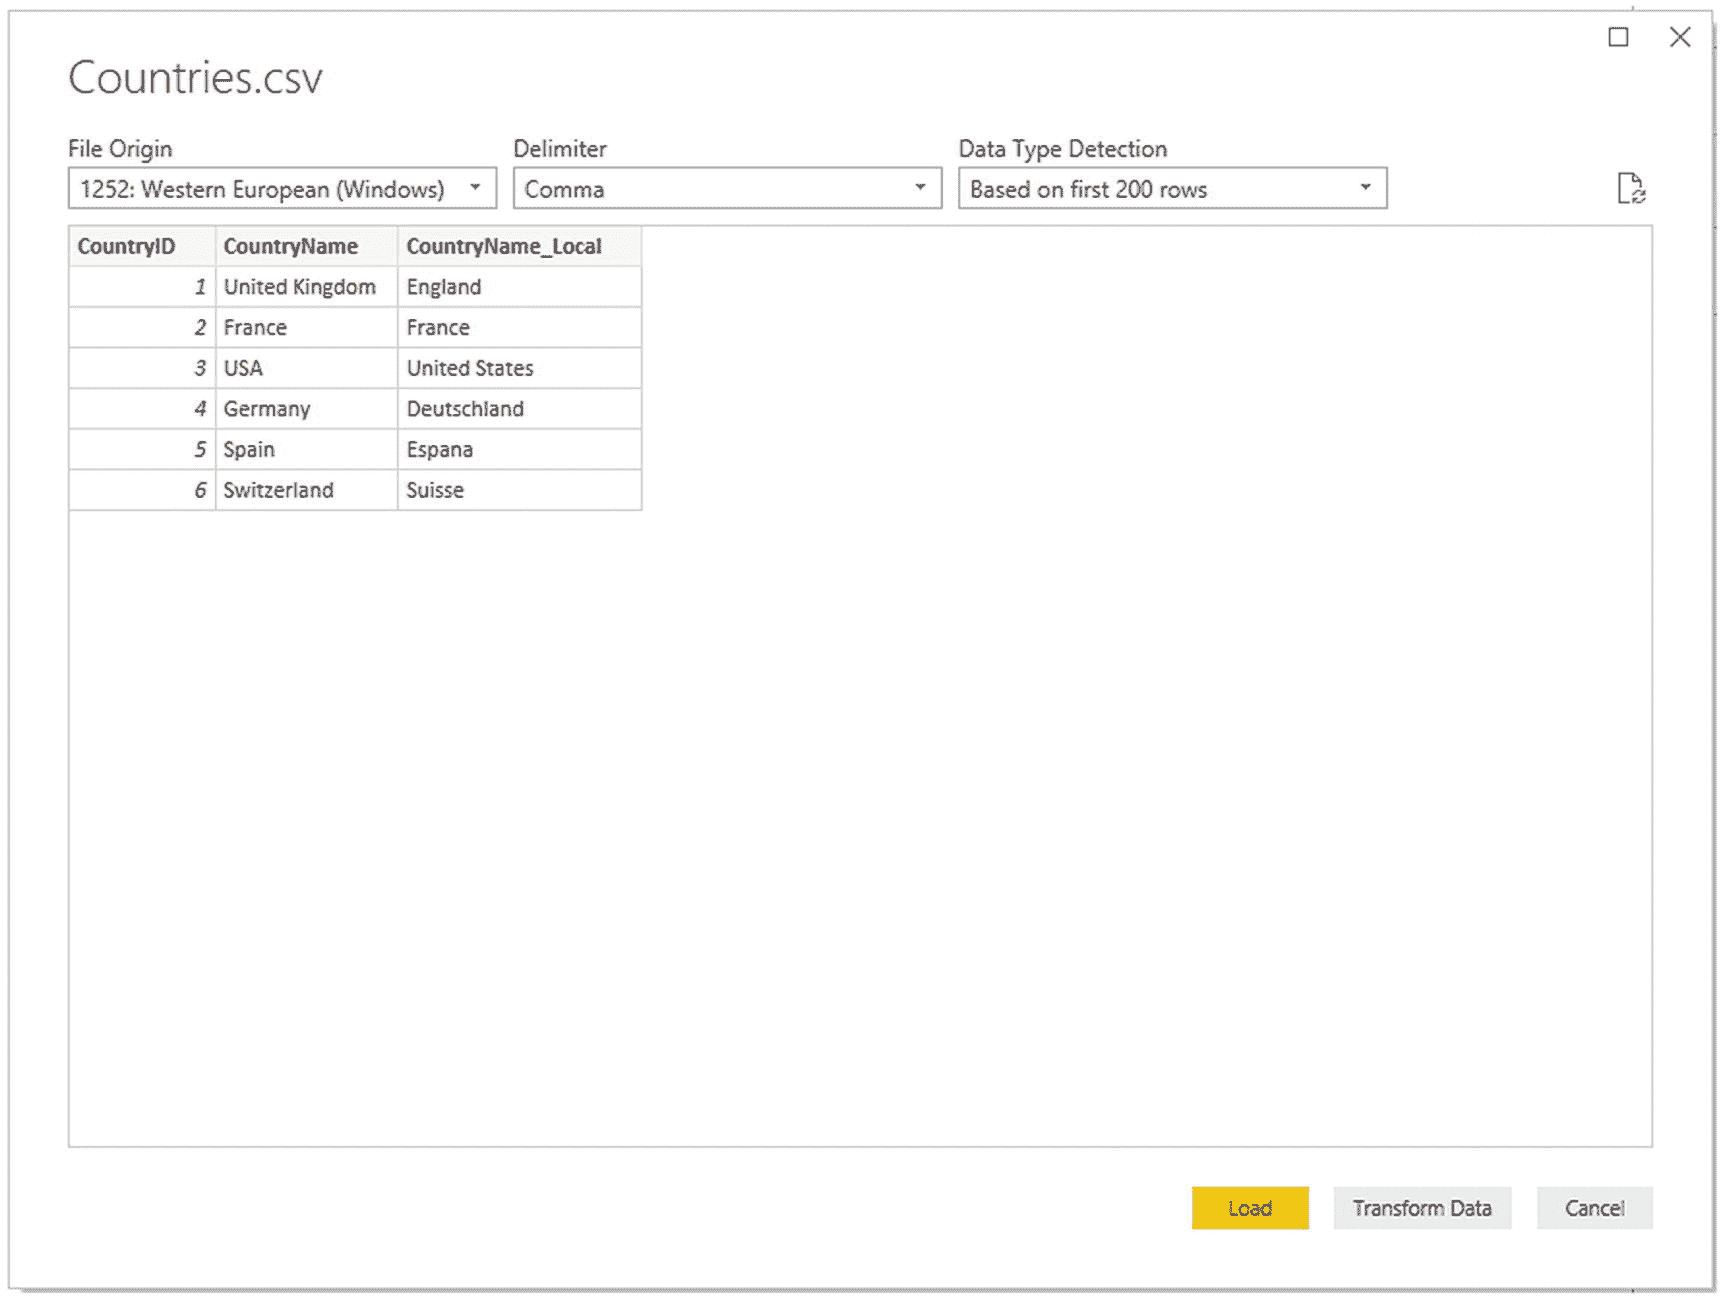 Countries.csv
File Origin Delimiter Data Type Detection
1252: Western European (Windows) Comma Based on first 200 rows
CountryID CountryName CountryName_Local
1 United Kingdom England
2 France France
3 USA United States
4 Germany Deutschland
5 Spain Espana
6 Switzerland Suisse
Load Transform Data Cancel